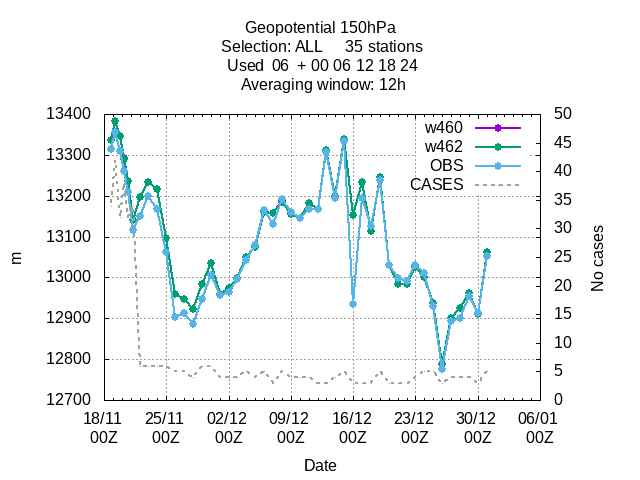 Geopotential 150hPa
Selection: ALL     35 stations
Used  06  + 00 06 12 18 24
Averaging window: 12h
13400
13300
13200
13100
13000
12900
12800
12700
m
w460
w462
OBS
CASES
50
45
40
35
30
25
20
15
10
5
0
No cases
18/11 25/11 02/12 09/12 16/12 23/12 30/12 06/01
00Z 00Z 00Z 00Z 00Z 00Z 00Z 00Z
Date